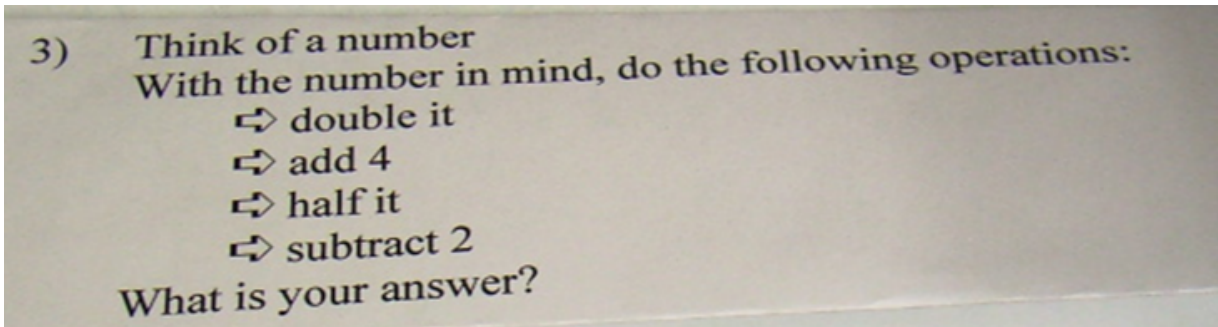 3) Think of a number
With the number in mind, do the following operations:
➪ double it
➪ add 4
➪ half it
➪ subtract 2
What is your answer?